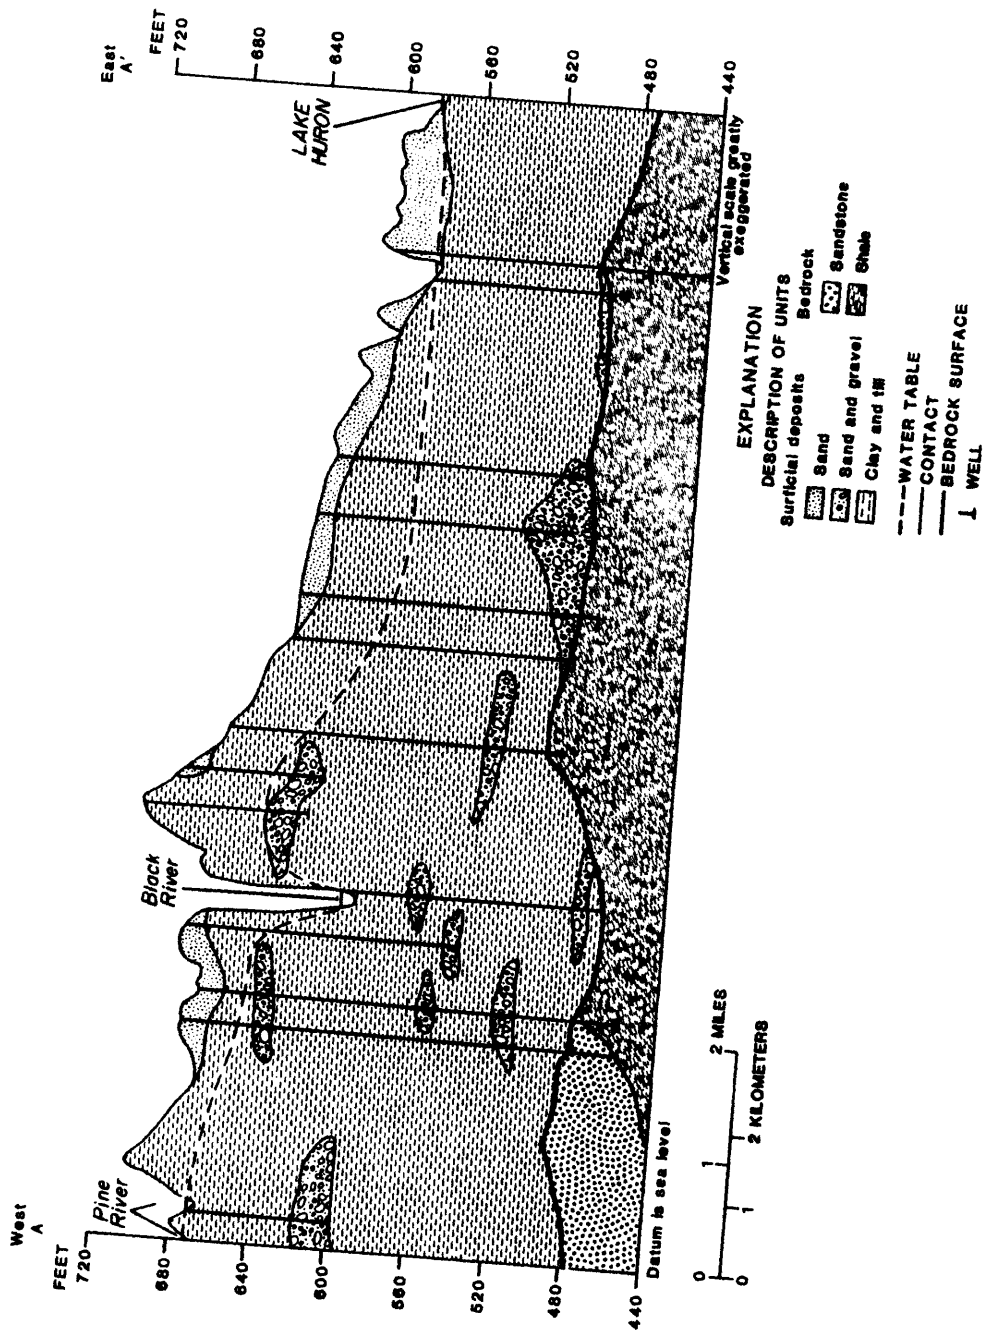 West
A
FEET
720
680
640
600
560
520
480
440
Pine
River
Black
River
LAKE
HURON
East
A'
FEET
720
680
640
600
560
520
480
440
Vertical scale greatly
exaggerated
Datum is sea level
0 1 2 MILES
0 1 2 KILOMETERS
EXPLANATION
DESCRIPTION OF UNITS
Surficial deposits
Sand
Sand and gravel
Clay and till
Bedrock
Sandstone
Shale
WATER TABLE
CONTACT
BEDROCK SURFACE
WELL